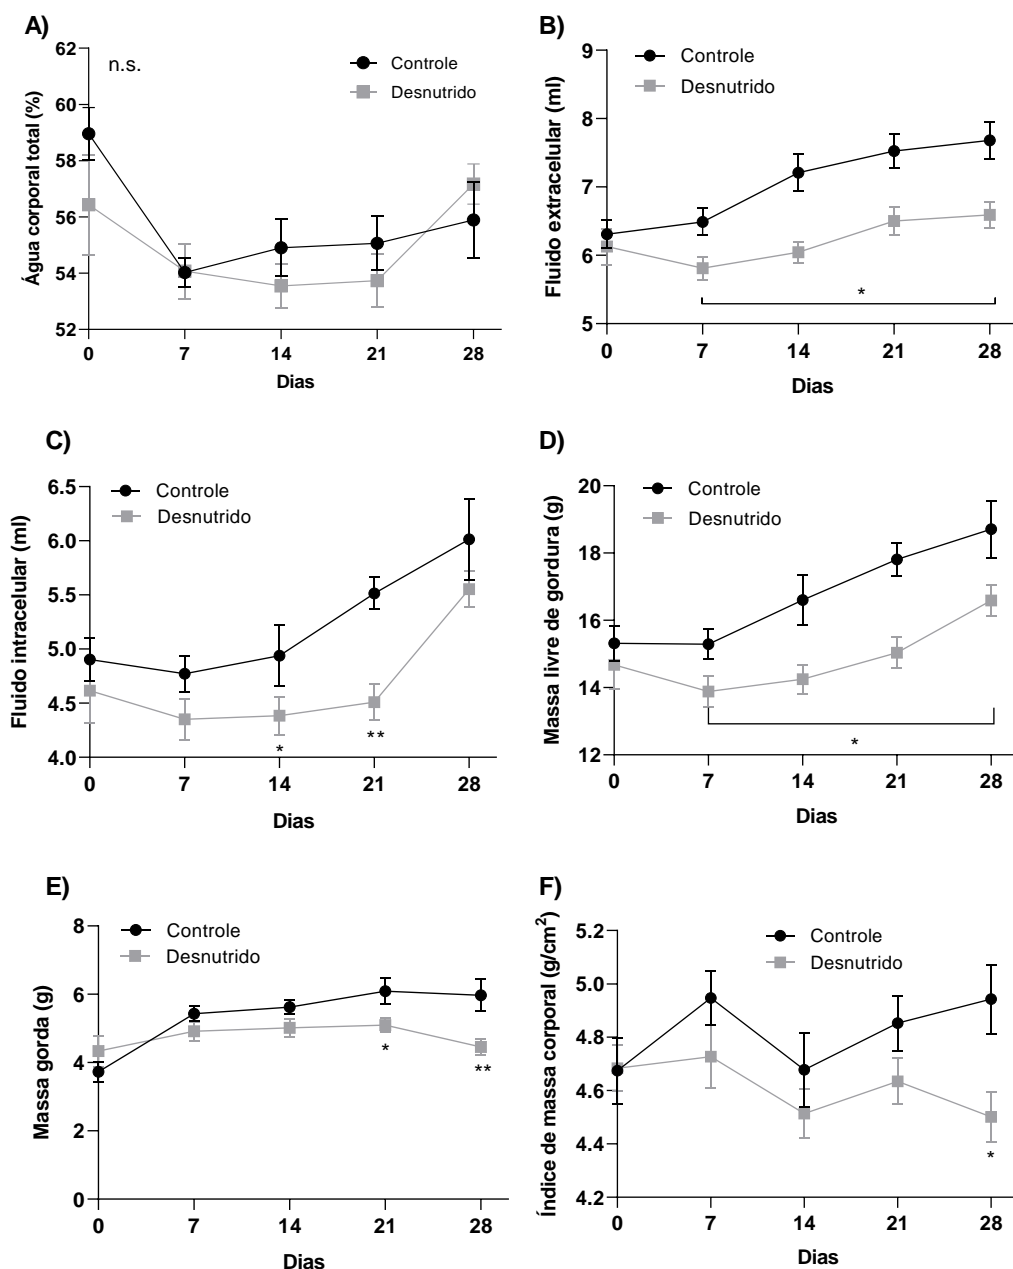 A)
Água corporal total (%)
62
60
58
56
54
52
n.s.
Controle
Desnutrido
0 7 14 21 28
Dias
B)
Fluido extracelular (ml)
9
8
7
6
5
Controle
Desnutrido
*
0 7 14 21 28
Dias
C)
Fluido intracelular (ml)
6.5
6.0
5.5
5.0
4.5
4.0
Controle
Desnutrido
* **
0 7 14 21 28
Dias
D)
Massa livre de gordura (g)
20
18
16
14
12
Controle
Desnutrido
*
0 7 14 21 28
Dias
E)
Massa gorda (g)
8
6
4
2
0
Controle
Desnutrido
* **
0 7 14 21 28
Dias
F)
Índice de massa corporal (g/cm²)
5.2
5.0
4.8
4.6
4.4
4.2
Controle
Desnutrido
*
0 7 14 21 28
Dias